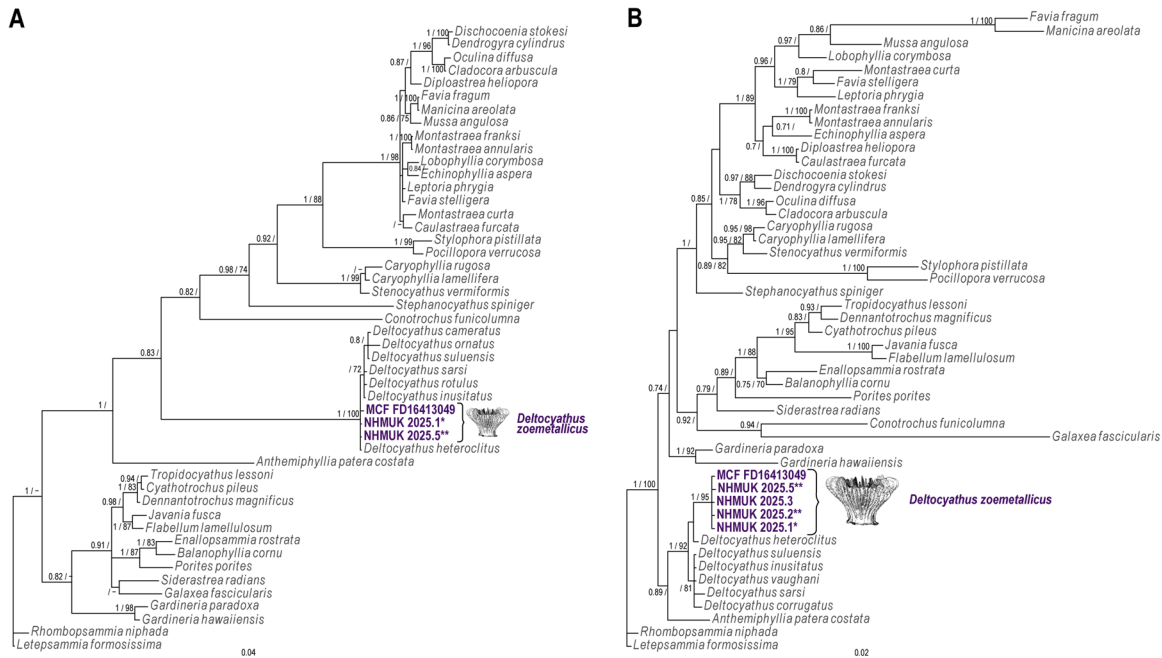 A
1 / 100
Dischocoenia stokesi
1 / 96
Dendrogyra cylindrus
Oculina diffusa
0.87 /
1 / 100
Cladocora arbuscula
Diploastrea heliopora
1 / 100
Favia fragum
Manicina areolata
0.86 / 75
Mussa angulosa
Montastraea franksi
1 / 100
Montastraea annularis
1 / 98
Lobophyllia corymbosa
0.84/
Echinophyllia aspera
Leptoria phrygia
Favia stelligera
Montastraea curta
/ –
Caulastraea furcata
1 / 88
1 / 99
Stylophora pistillata
Pocillopora verrucosa
0.92 /
/ –
Caryophyllia rugosa
0.98 / 74
1 / 99
Caryophyllia lamellifera
Stenocyathus vermiformis
0.82 /
Stephanocyathus spiniger
Conotrochus funicolumna
Deltocyathus cameratus
0.8 /
Deltocyathus ornatus
0.83 /
Deltocyathus suluensis
/ 72
Deltocyathus sarsi
Deltocyathus rotulus
Deltocyathus inusitatus
MCF FD16413049
1 / 100
NHMUK 2025.1*
NHMUK 2025.5**
Deltocyathus
zoemetallicus
Deltocyathus heteroclitus
1 /
Anthemiphyllia patera costata
0.94 /
Tropidocyathus lessoni
1 / 83
Cyathotrochus pileus
0.98 /
Dennantotrochus magnificus
Javania fusca
1 / 87
Flabellum lamellulosum
0.91 /
1 / 83
Enallopsammia rostrata
1 / 87
Balanophyllia cornu
Porites porites
0.82 / –
Siderastrea radians
/ –
Galaxea fascicularis
1 / 98
Gardineria paradoxa
Gardineria hawaiiensis
1 / –
Rhombopsammia niphada
Letepsammia formosissima
0.04
B
Favia fragum
0.86 /
1 / 100
Manicina areolata
0.97 /
Mussa angulosa
Lobophyllia corymbosa
0.96 /
0.8 /
Montastraea curta
1 / 79
Favia stelligera
Leptoria phrygia
1 / 89
1 / 100
Montastraea franksi
Montastraea annularis
0.71 /
Echinophyllia aspera
0.7 /
1 / 100
Diploastrea heliopora
Caulastraea furcata
0.97 / 88
Dischocoenia stokesi
Dendrogyra cylindrus
0.85 /
1 / 78
1 / 96
Oculina diffusa
Cladocora arbuscula
0.95 / 98
Caryophyllia rugosa
0.95 / 82
Caryophyllia lamellifera
1 /
Stenocyathus vermiformis
0.89 / 82
1 / 100
Stylophora pistillata
Pocillopora verrucosa
Stephanocyathus spiniger
0.93 /
Tropidocyathus lessoni
0.83 /
Dennantotrochus magnificus
1 / 95
Cyathotrochus pileus
1 / 100
Javania fusca
1 / 88
Flabellum lamellulosum
0.89 /
Enallopsammia rostrata
0.75 / 70
Balanophyllia cornu
0.74 /
0.79 /
Porites porites
Siderastrea radians
0.92 /
0.94 /
Conotrochus funicolumna
Galaxea fascicularis
1 / 92
Gardineria paradoxa
Gardineria hawaiiensis
1 / 100
MCF FD16413049
NHMUK 2025.5**
1 / 95
NHMUK 2025.3
Deltocyathus zoemetallicus
NHMUK 2025.2**
NHMUK 2025.1*
Deltocyathus heteroclitus
1 / 92
Deltocyathus suluensis
Deltocyathus inusitatus
Deltocyathus vaughani
0.89 /
/ 81
Deltocyathus sarsi
Deltocyathus corrugatus
Anthemiphyllia patera costata
Rhombopsammia niphada
Letepsammia formosissima
0.02